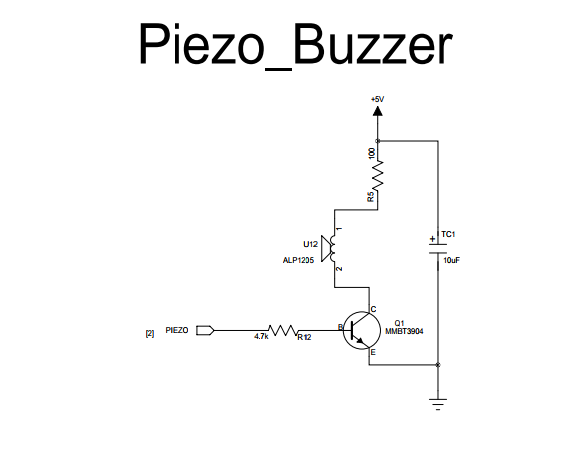 Piezo_Buzzer
+5V
100
R5
1
U12
ALP1205
2
TC1
+
10uF
C
Q1
MMBT3904
B
E
[2] PIEZO
4.7k
R12